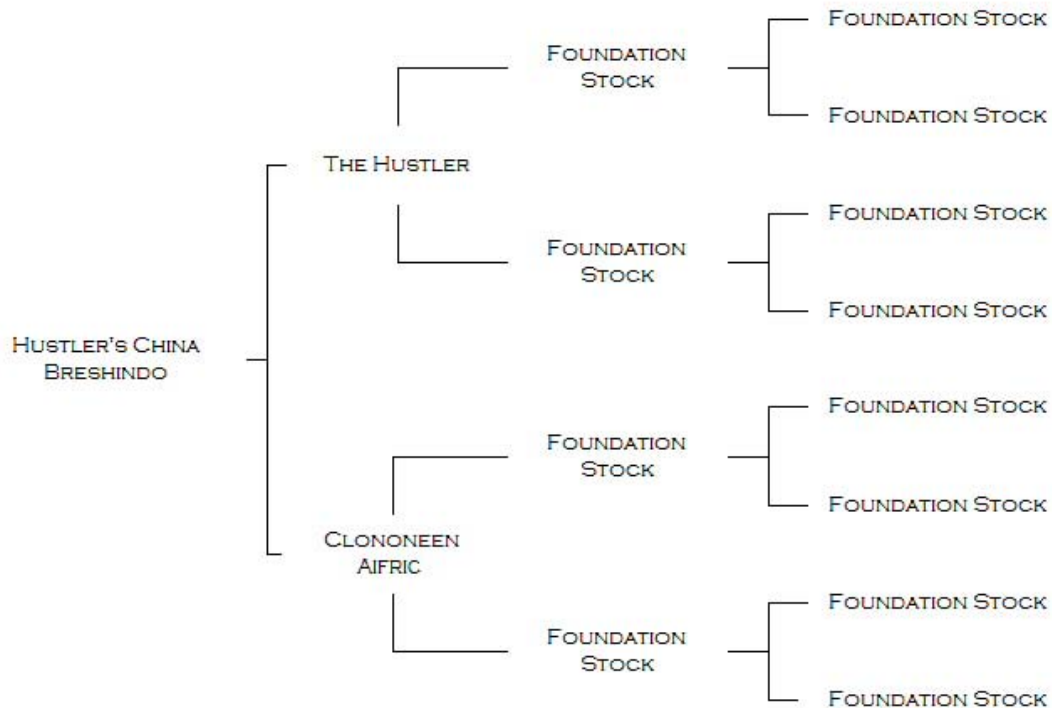 Foundation Stock
Foundation
Stock
Foundation Stock
The Hustler
Foundation Stock
Foundation
Stock
Foundation Stock
Hustler's China
Breshindo
Foundation Stock
Foundation
Stock
Foundation Stock
Clononeen
Aifric
Foundation Stock
Foundation
Stock
Foundation Stock